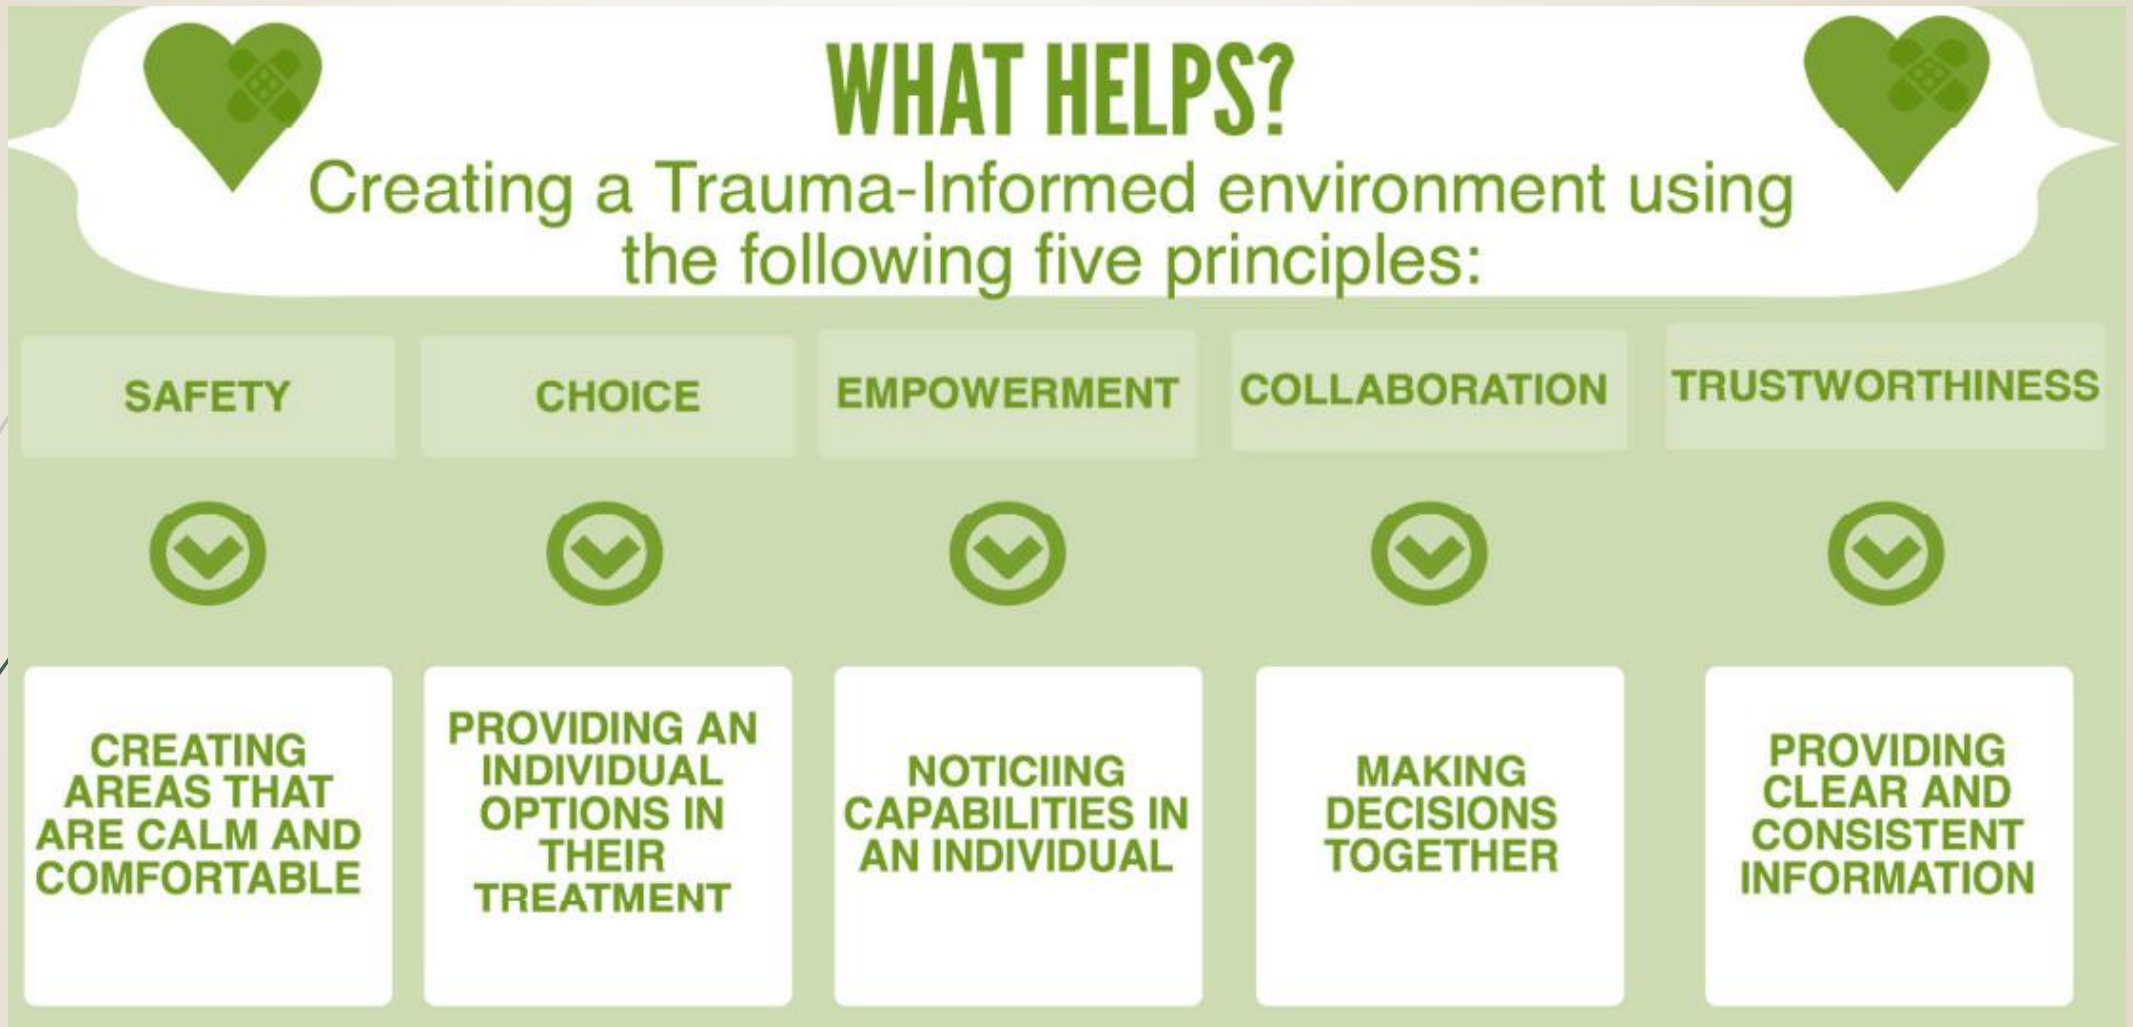 WHAT HELPS?
Creating a Trauma-Informed environment using
the following five principles:
SAFETY
CHOICE
EMPOWERMENT
COLLABORATION
TRUSTWORTHINESS
CREATING
AREAS THAT
ARE CALM AND
COMFORTABLE
PROVIDING AN
INDIVIDUAL
OPTIONS IN
THEIR
TREATMENT
NOTICIING
CAPABILITIES IN
AN INDIVIDUAL
MAKING
DECISIONS
TOGETHER
PROVIDING
CLEAR AND
CONSISTENT
INFORMATION